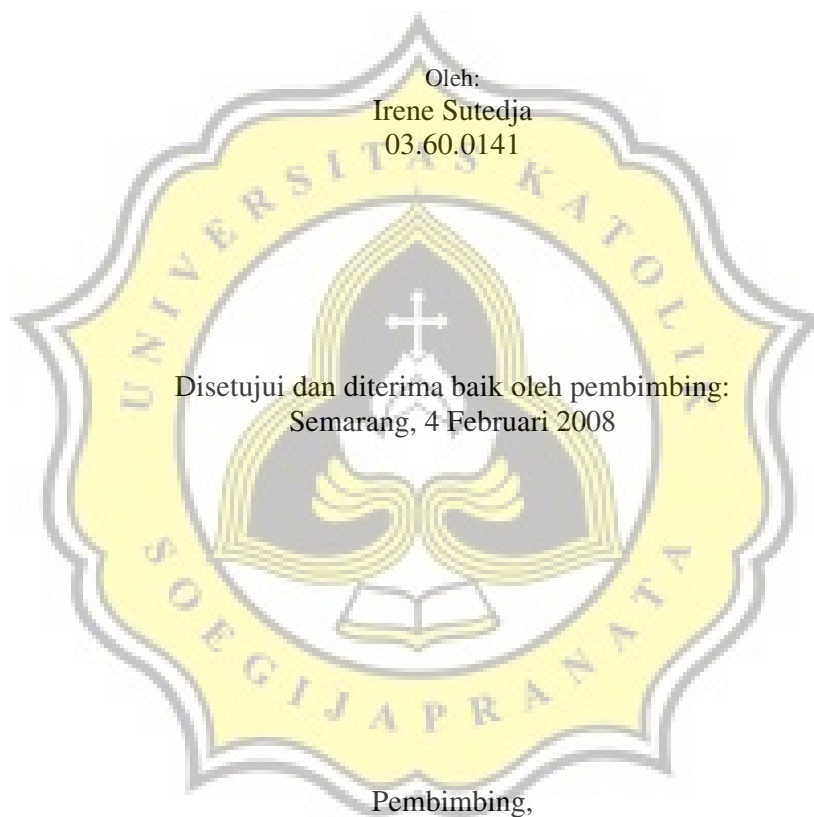 Oleh:
Irene Sutedja
03.60.0141
UNIVERSITAS KATOLIK
Disetujui dan diterima baik oleh pembimbing:
Semarang, 4 Februari 2008
SOEGIJAPRANATA
Pembimbing,